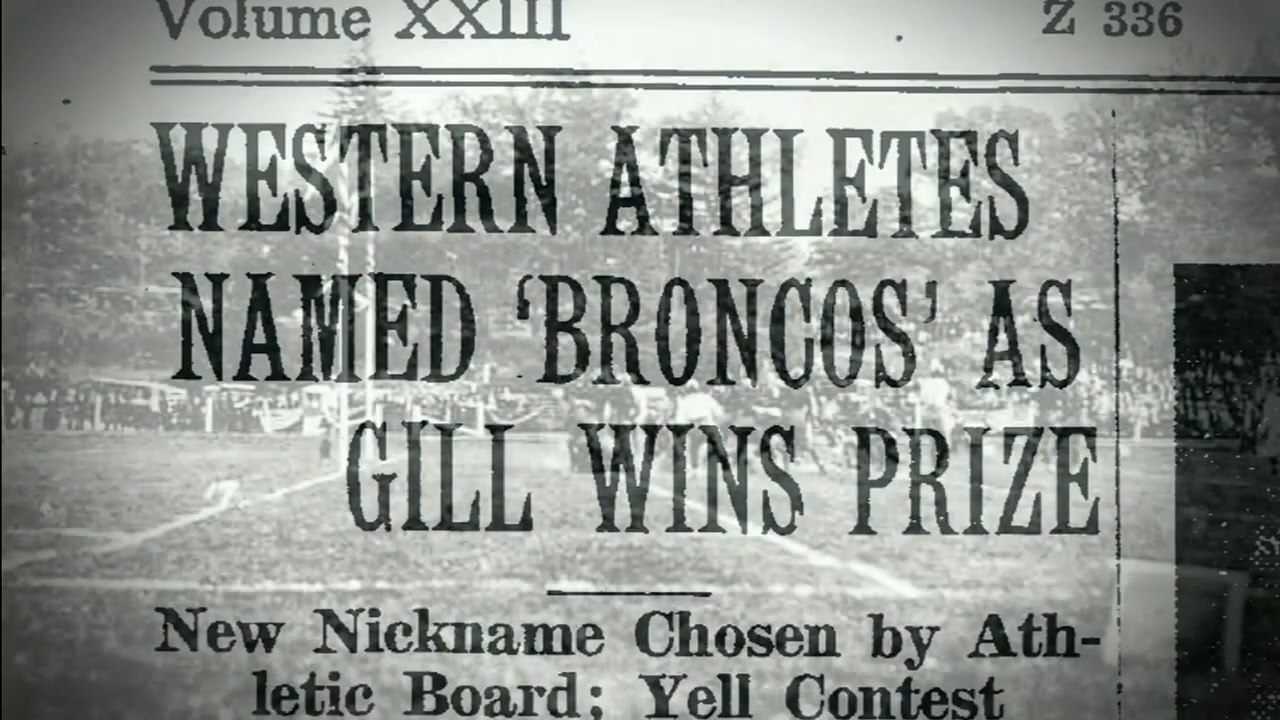 Volume XXIII
Z 336
WESTERN ATHLETES
NAMED 'BRONCOS' AS
GILL WINS PRIZE
New Nickname Chosen by Ath-
letic Board; Yell Contest